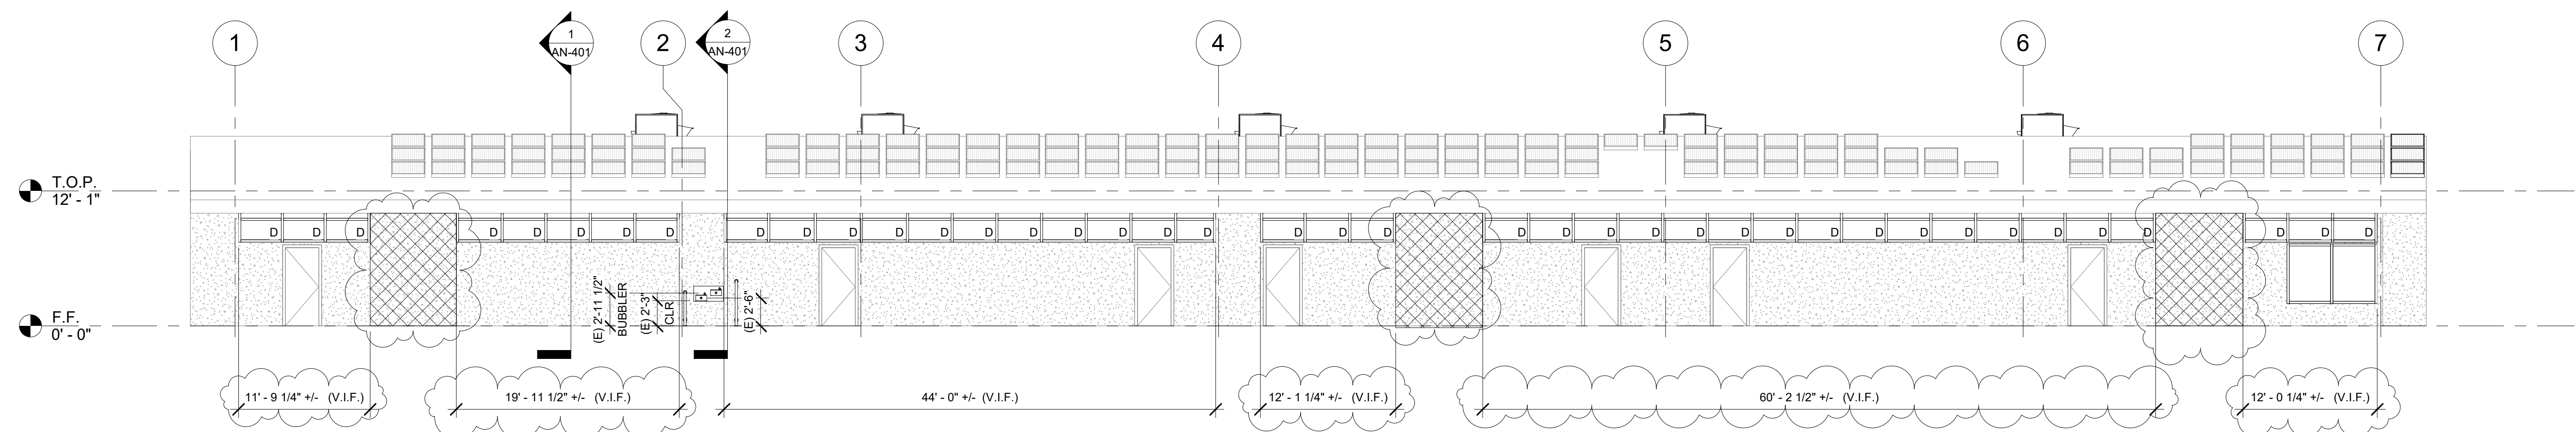 1
1
AN-401
2
2
AN-401
3
4
5
6
7
T.O.P.
12' - 1"
D D D D D D D D D D D D D D D D D D D D D D D D D D D D D D D D D D D D D D D D
(E) 2'-11 1/2"
BUBBLER
(E) 2'-3"
CLR
(E) 2'-6"
F.F.
0' - 0"
11' - 9 1/4" +/- (V.I.F.)
19' - 11 1/2" +/- (V.I.F.)
44' - 0" +/- (V.I.F.)
12' - 1 1/4" +/- (V.I.F.)
60' - 2 1/2" +/- (V.I.F.)
12' - 0 1/4" +/- (V.I.F.)